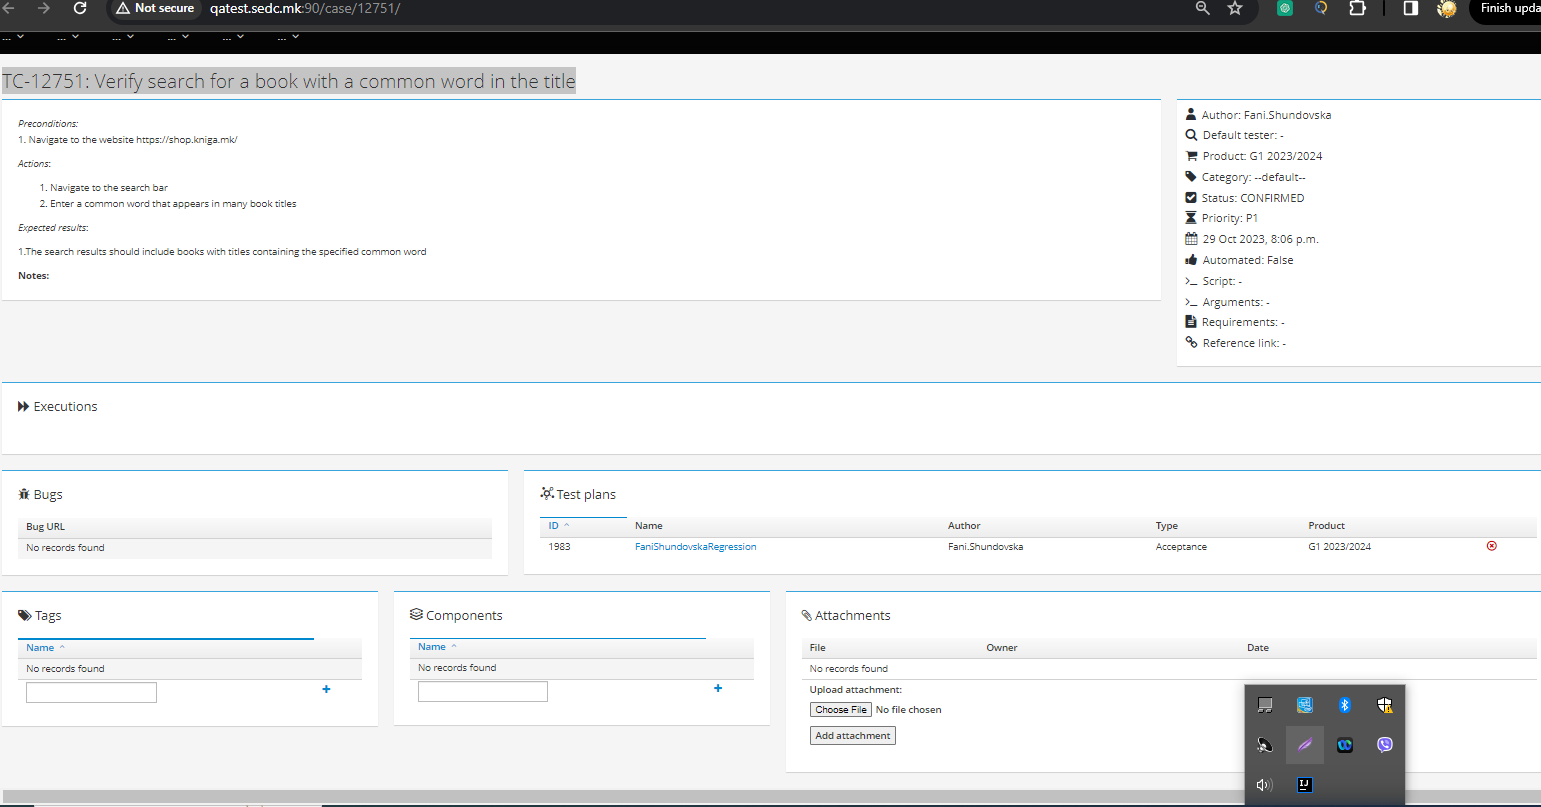 Not secure
qatest.sedc.mk:90/case/12751/
Finish upda
... ... ... ... ... ...
TC-12751: Verify search for a book with a common word in the title
Preconditions:
1. Navigate to the website https://shop.kniga.mk/
Actions:
1. Navigate to the search bar
2. Enter a common word that appears in many book titles
Expected results:
1.The search results should include books with titles containing the specified common word
Notes:
Author: Fani.Shundovska
Default tester: -
Product: G1 2023/2024
Category: --default--
Status: CONFIRMED
Priority: P1
29 Oct 2023, 8:06 p.m.
Automated: False
Script: -
Arguments: -
Requirements: -
Reference link: -
Executions
Bugs
Bug URL
No records found
Test plans
ID Name Author Type Product
1983 FaniShundovskaRegression Fani.Shundovska Acceptance G1 2023/2024
Tags
Name
No records found
Components
Name
No records found
Attachments
File Owner Date
No records found
Upload attachment:
Choose File No file chosen
Add attachment
IJ